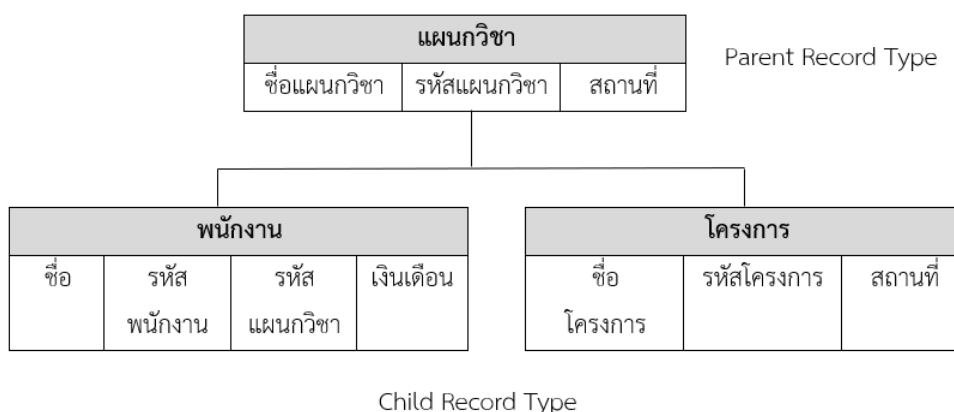 แผนกวิชา
Parent Record Type
ชื่อแผนกวิชา รหัสแผนกวิชา สถานที่
พนักงาน
ชื่อ รหัส รหัส เงินเดือน
พนักงาน แผนกวิชา
โครงการ
ชื่อ รหัสโครงการ สถานที่
โครงการ
Child Record Type